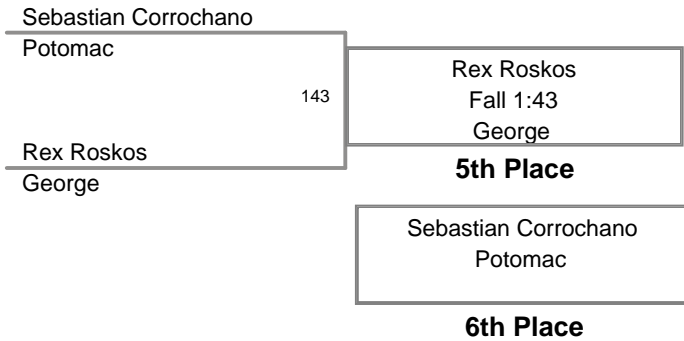 Sebastian Corrochano
Potomac
143
Rex Roskos
George
Rex Roskos
Fall 1:43
George
5th Place
Sebastian Corrochano
Potomac
6th Place